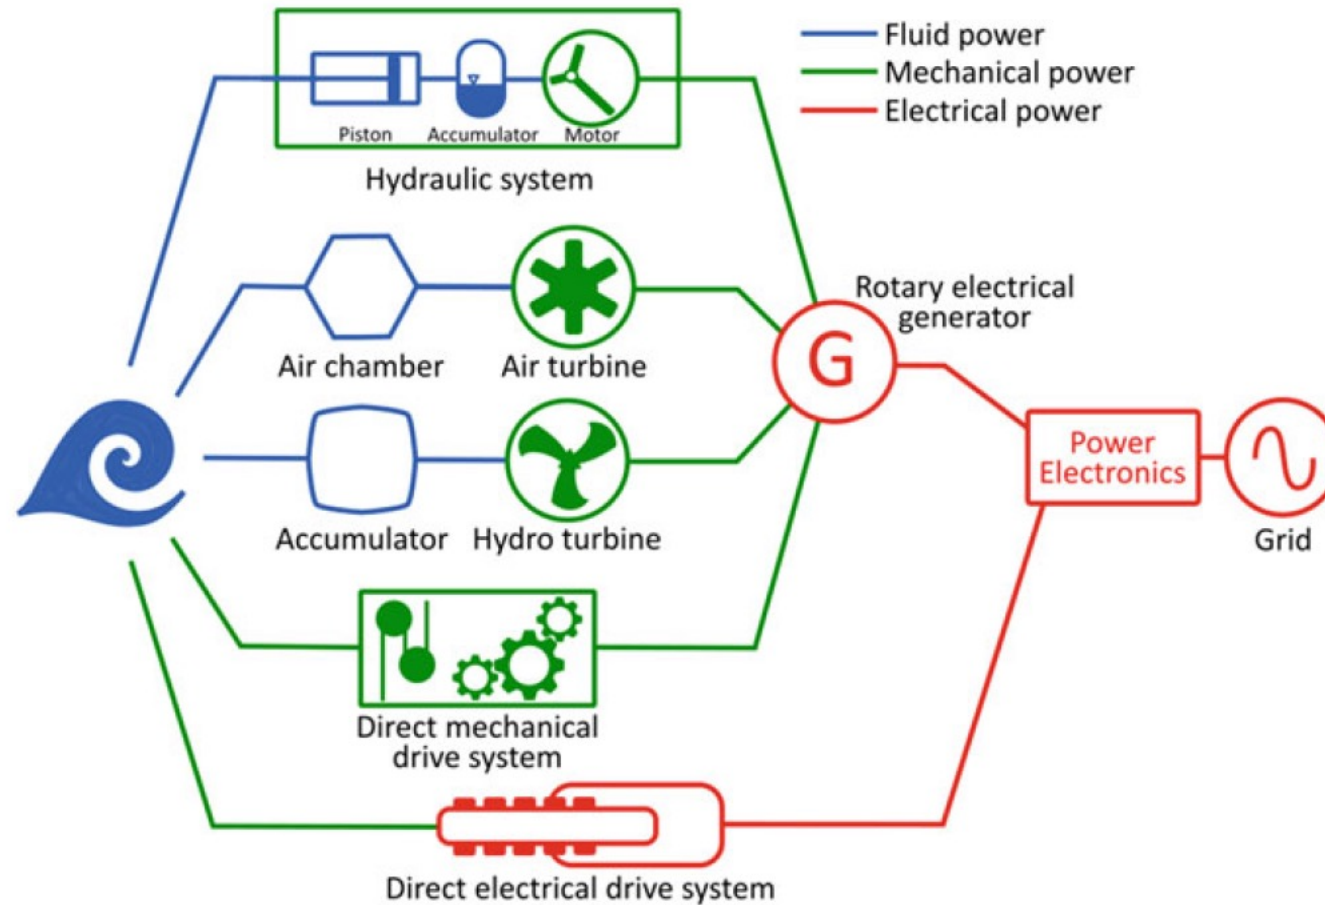 Fluid power
Mechanical power
Electrical power
Piston
Accumulator
Motor
Hydraulic system
Air chamber
Air turbine
Rotary electrical
generator
G
Accumulator
Hydro turbine
Power
Electronics
Grid
Direct mechanical
drive system
Direct electrical drive system